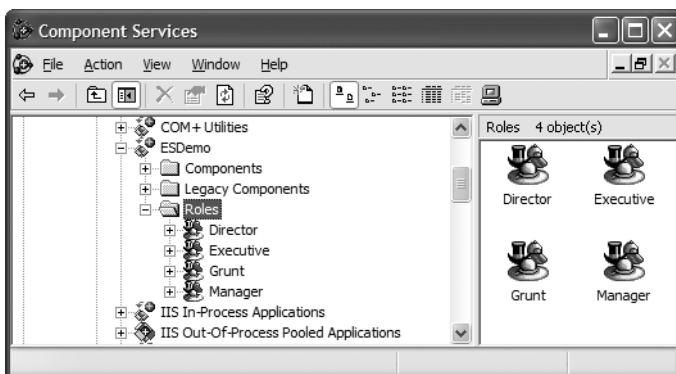 Component Services
File Action View Window Help
COM+ Utilities
ESDemo
Components
Legacy Components
Roles
Director
Executive
Grunt
Manager
IIS In-Process Applications
IIS Out-Of-Process Pooled Applications
Roles 4 object(s)
Director Executive
Grunt Manager